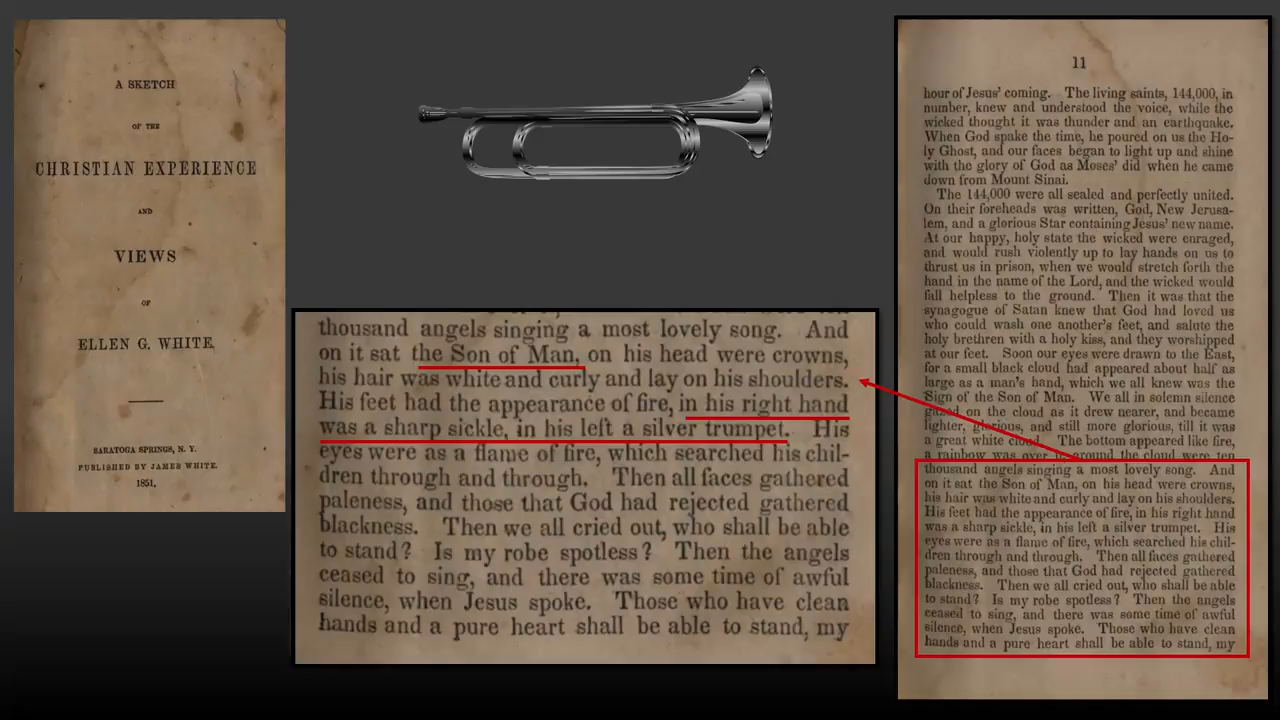 A SKETCH
OF THE
CHRISTIAN EXPERIENCE
AND
VIEWS
OF
ELLEN G. WHITE.
SARATOGA SPRINGS, N. Y.
PUBLISHED BY JAMES WHITE.
1851.
thousand angels singing a most lovely song. And
on it sat the Son of Man, on his head were crowns,
his hair was white and curly and lay on his shoulders.
His feet had the appearance of fire, in his right hand
was a sharp sickle, in his left a silver trumpet. His
eyes were as a flame of fire, which searched his chil-
dren through and through. Then all faces gathered
paleness, and those that God had rejected gathered
blackness. Then we all cried out, who shall be able
to stand? Is my robe spotless? Then the angels
ceased to sing, and there was some time of awful
silence, when Jesus spoke. Those who have clean
hands and a pure heart shall be able to stand, my
11
hour of Jesus' coming. The living saints, 144,000, in
number, knew and understood the voice, while the
wicked thought it was thunder and an earthquake.
When God spake the time, he poured on us the Ho-
ly Ghost, and our faces began to light up and shine
with the glory of God as Moses' did when he came
down from Mount Sinai.
The 144,000 were all sealed and perfectly united.
On their foreheads was written, God, New Jerusa-
lem, and a glorious Star containing Jesus' new name.
At our happy, holy state the wicked were enraged,
and would rush violently up to lay hands on us to
thrust us in prison, when we would stretch forth the
hand in the name of the Lord, and the wicked would
fall helpless to the ground. Then it was that the
synagogue of Satan knew that God had loved us
who could wash one another's feet, and salute the
holy brethren with a holy kiss, and they worshipped
at our feet. Soon our eyes were drawn to the East,
for a small black cloud had appeared about half as
large as a man's hand, which we all knew was the
Sign of the Son of Man. We all in solemn silence
gazed on the cloud as it drew nearer, and became
lighter, glorious, and still more glorious, till it was
a great white cloud. The bottom appeared like fire,
a rainbow was over it, around the cloud were ten
thousand angels singing a most lovely song. And
on it sat the Son of Man, on his head were crowns,
his hair was white and curly and lay on his shoulders.
His feet had the appearance of fire, in his right hand
was a sharp sickle, in his left a silver trumpet. His
eyes were as a flame of fire, which searched his chil-
dren through and through. Then all faces gathered
paleness, and those that God had rejected gathered
blackness. Then we all cried out, who shall be able
to stand? Is my robe spotless? Then the angels
ceased to sing, and there was some time of awful
silence, when Jesus spoke. Those who have clean
hands and a pure heart shall be able to stand, my